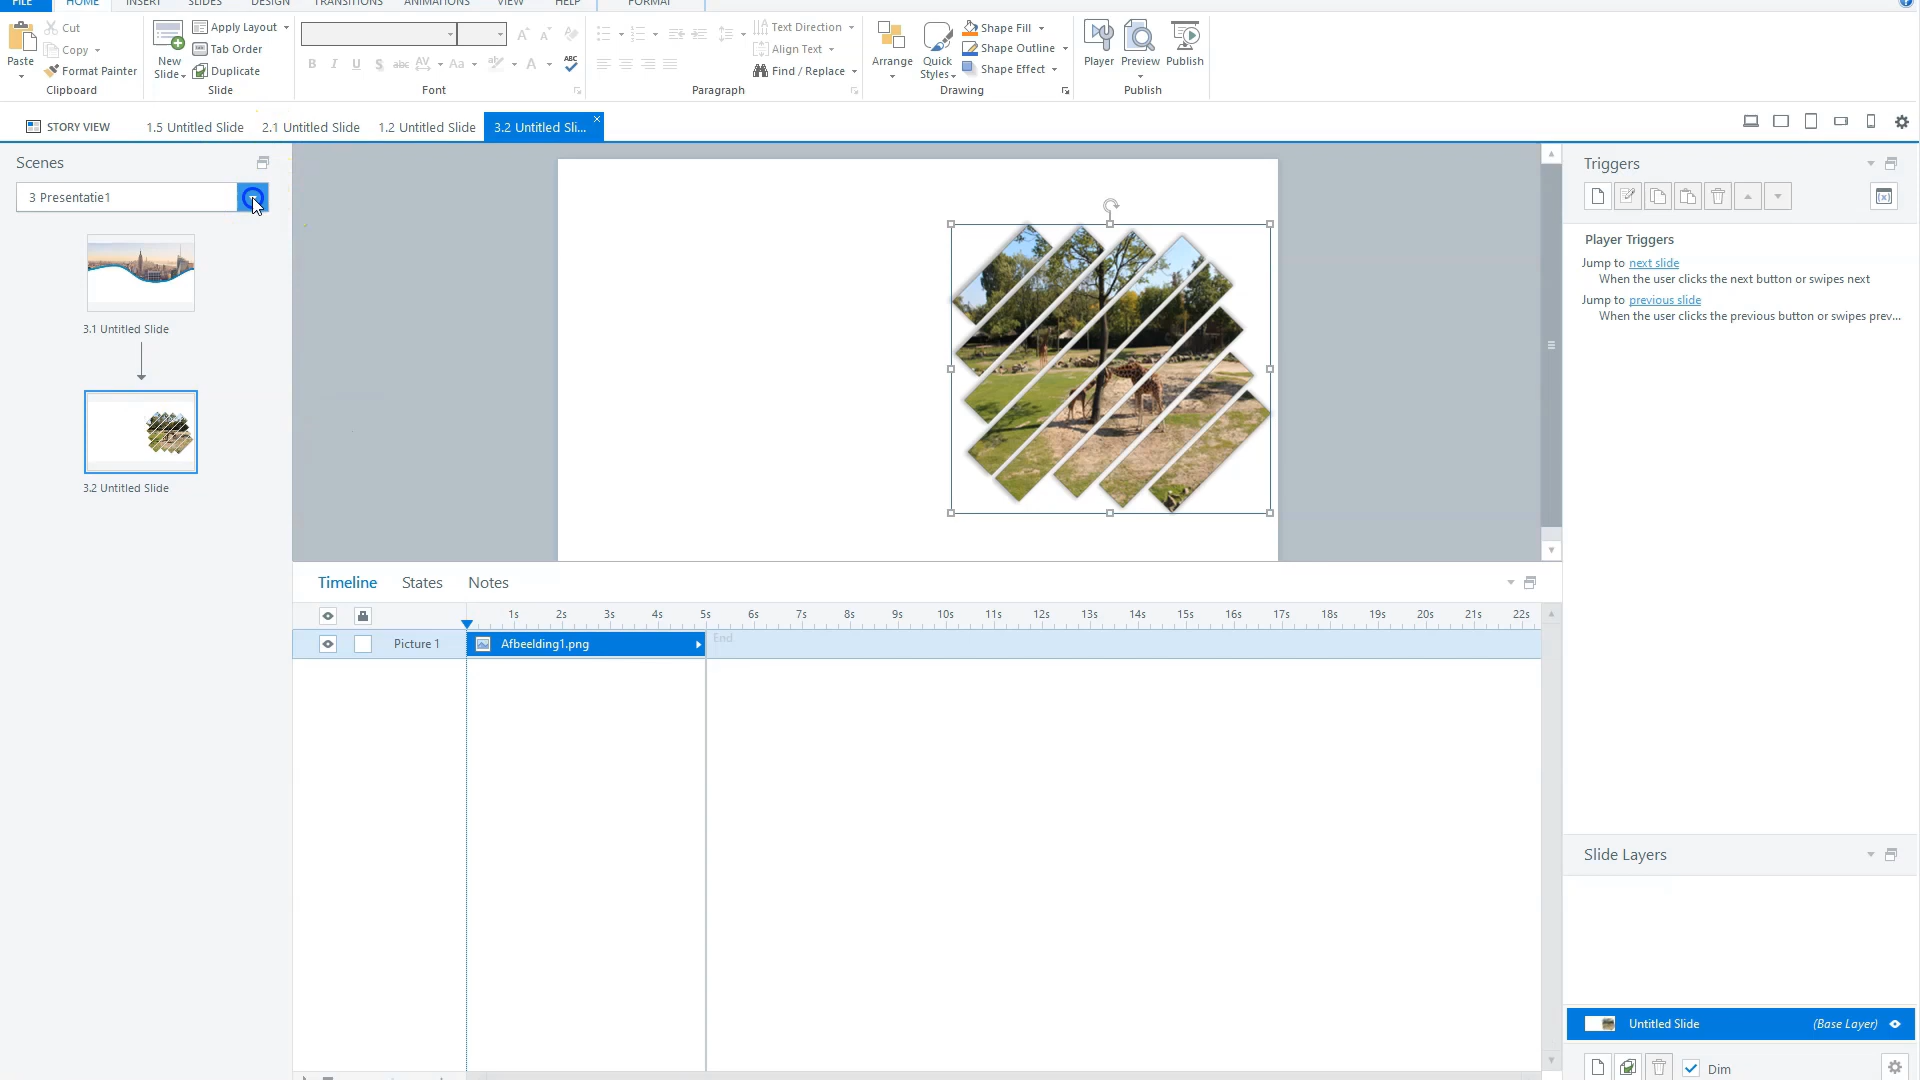 FILE HOME INSERT SLIDES DESIGN TRANSITIONS ANIMATIONS VIEW HELP FORMAT
Paste
Cut
Copy
Format Painter
Clipboard
New Slide
Apply Layout
Tab Order
Duplicate
Slide
B I U S abc AV Aa A
ABC
Font
Text Direction
Align Text
Find / Replace
Paragraph
Arrange
Quick Styles
Shape Fill
Shape Outline
Shape Effect
Drawing
Player
Preview
Publish
Publish
STORY VIEW
1.5 Untitled Slide
2.1 Untitled Slide
1.2 Untitled Slide
3.2 Untitled Sli...
Scenes
3 Presentatie1
3.1 Untitled Slide
3.2 Untitled Slide
Timeline States Notes
1s 2s 3s 4s 5s 6s 7s 8s 9s 10s 11s 12s 13s 14s 15s 16s 17s 18s 19s 20s 21s 22s
Picture 1
Afbeelding1.png
End
Triggers
Player Triggers
Jump to next slide
When the user clicks the next button or swipes next
Jump to previous slide
When the user clicks the previous button or swipes prev...
Slide Layers
Untitled Slide (Base Layer)
Dim